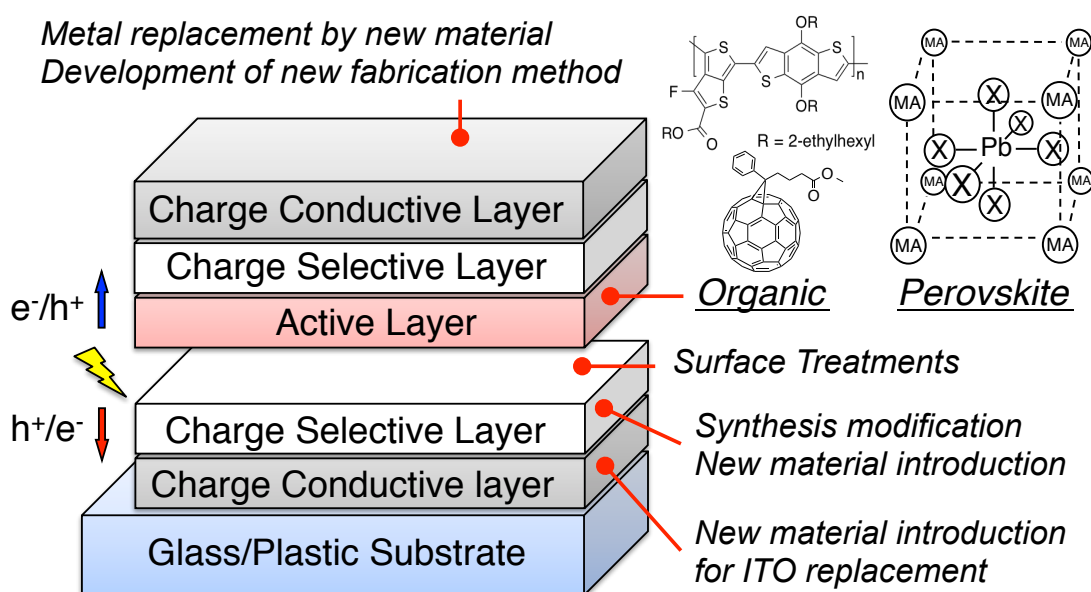 Metal replacement by new material
Development of new fabrication method
Charge Conductive Layer
Charge Selective Layer
Active Layer
e-/h+
h+/e-
Charge Selective Layer
Charge Conductive layer
Glass/Plastic Substrate
OR
S
S
S
S
n
F
S
S
OR
RO
O
R = 2-ethylhexyl
O
O
Organic
MA
MA
MA
MA
X
X
X
Pb
X
MA
X
MA
X
MA
MA
Perovskite
Surface Treatments
Synthesis modification
New material introduction
New material introduction
for ITO replacement